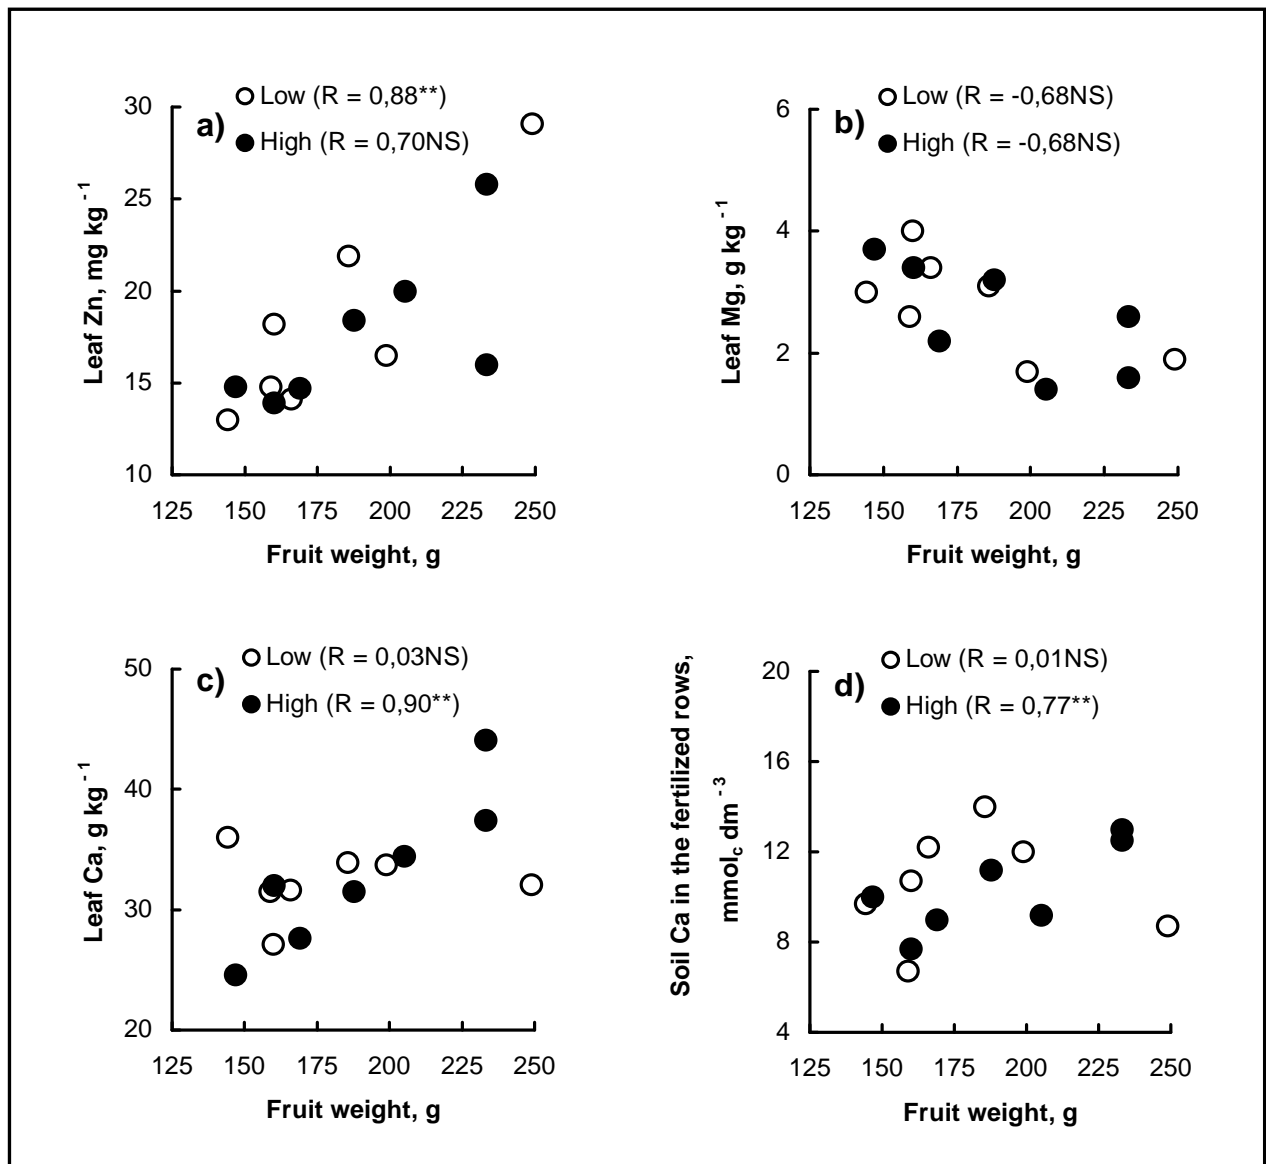 a)
Low (R = 0,88**)
High (R = 0,70NS)
30
25
20
15
10
125 150 175 200 225 250
Leaf Zn, mg kg -1
Fruit weight, g
b)
Low (R = -0,68NS)
High (R = -0,68NS)
6
4
2
0
125 150 175 200 225 250
Leaf Mg, g kg -1
Fruit weight, g
c)
Low (R = 0,03NS)
High (R = 0,90**)
50
40
30
20
125 150 175 200 225 250
Leaf Ca, g kg -1
Fruit weight, g
d)
Low (R = 0,01NS)
High (R = 0,77**)
20
16
12
8
4
125 150 175 200 225 250
Soil Ca in the fertilized rows,
mmolc dm -3
Fruit weight, g